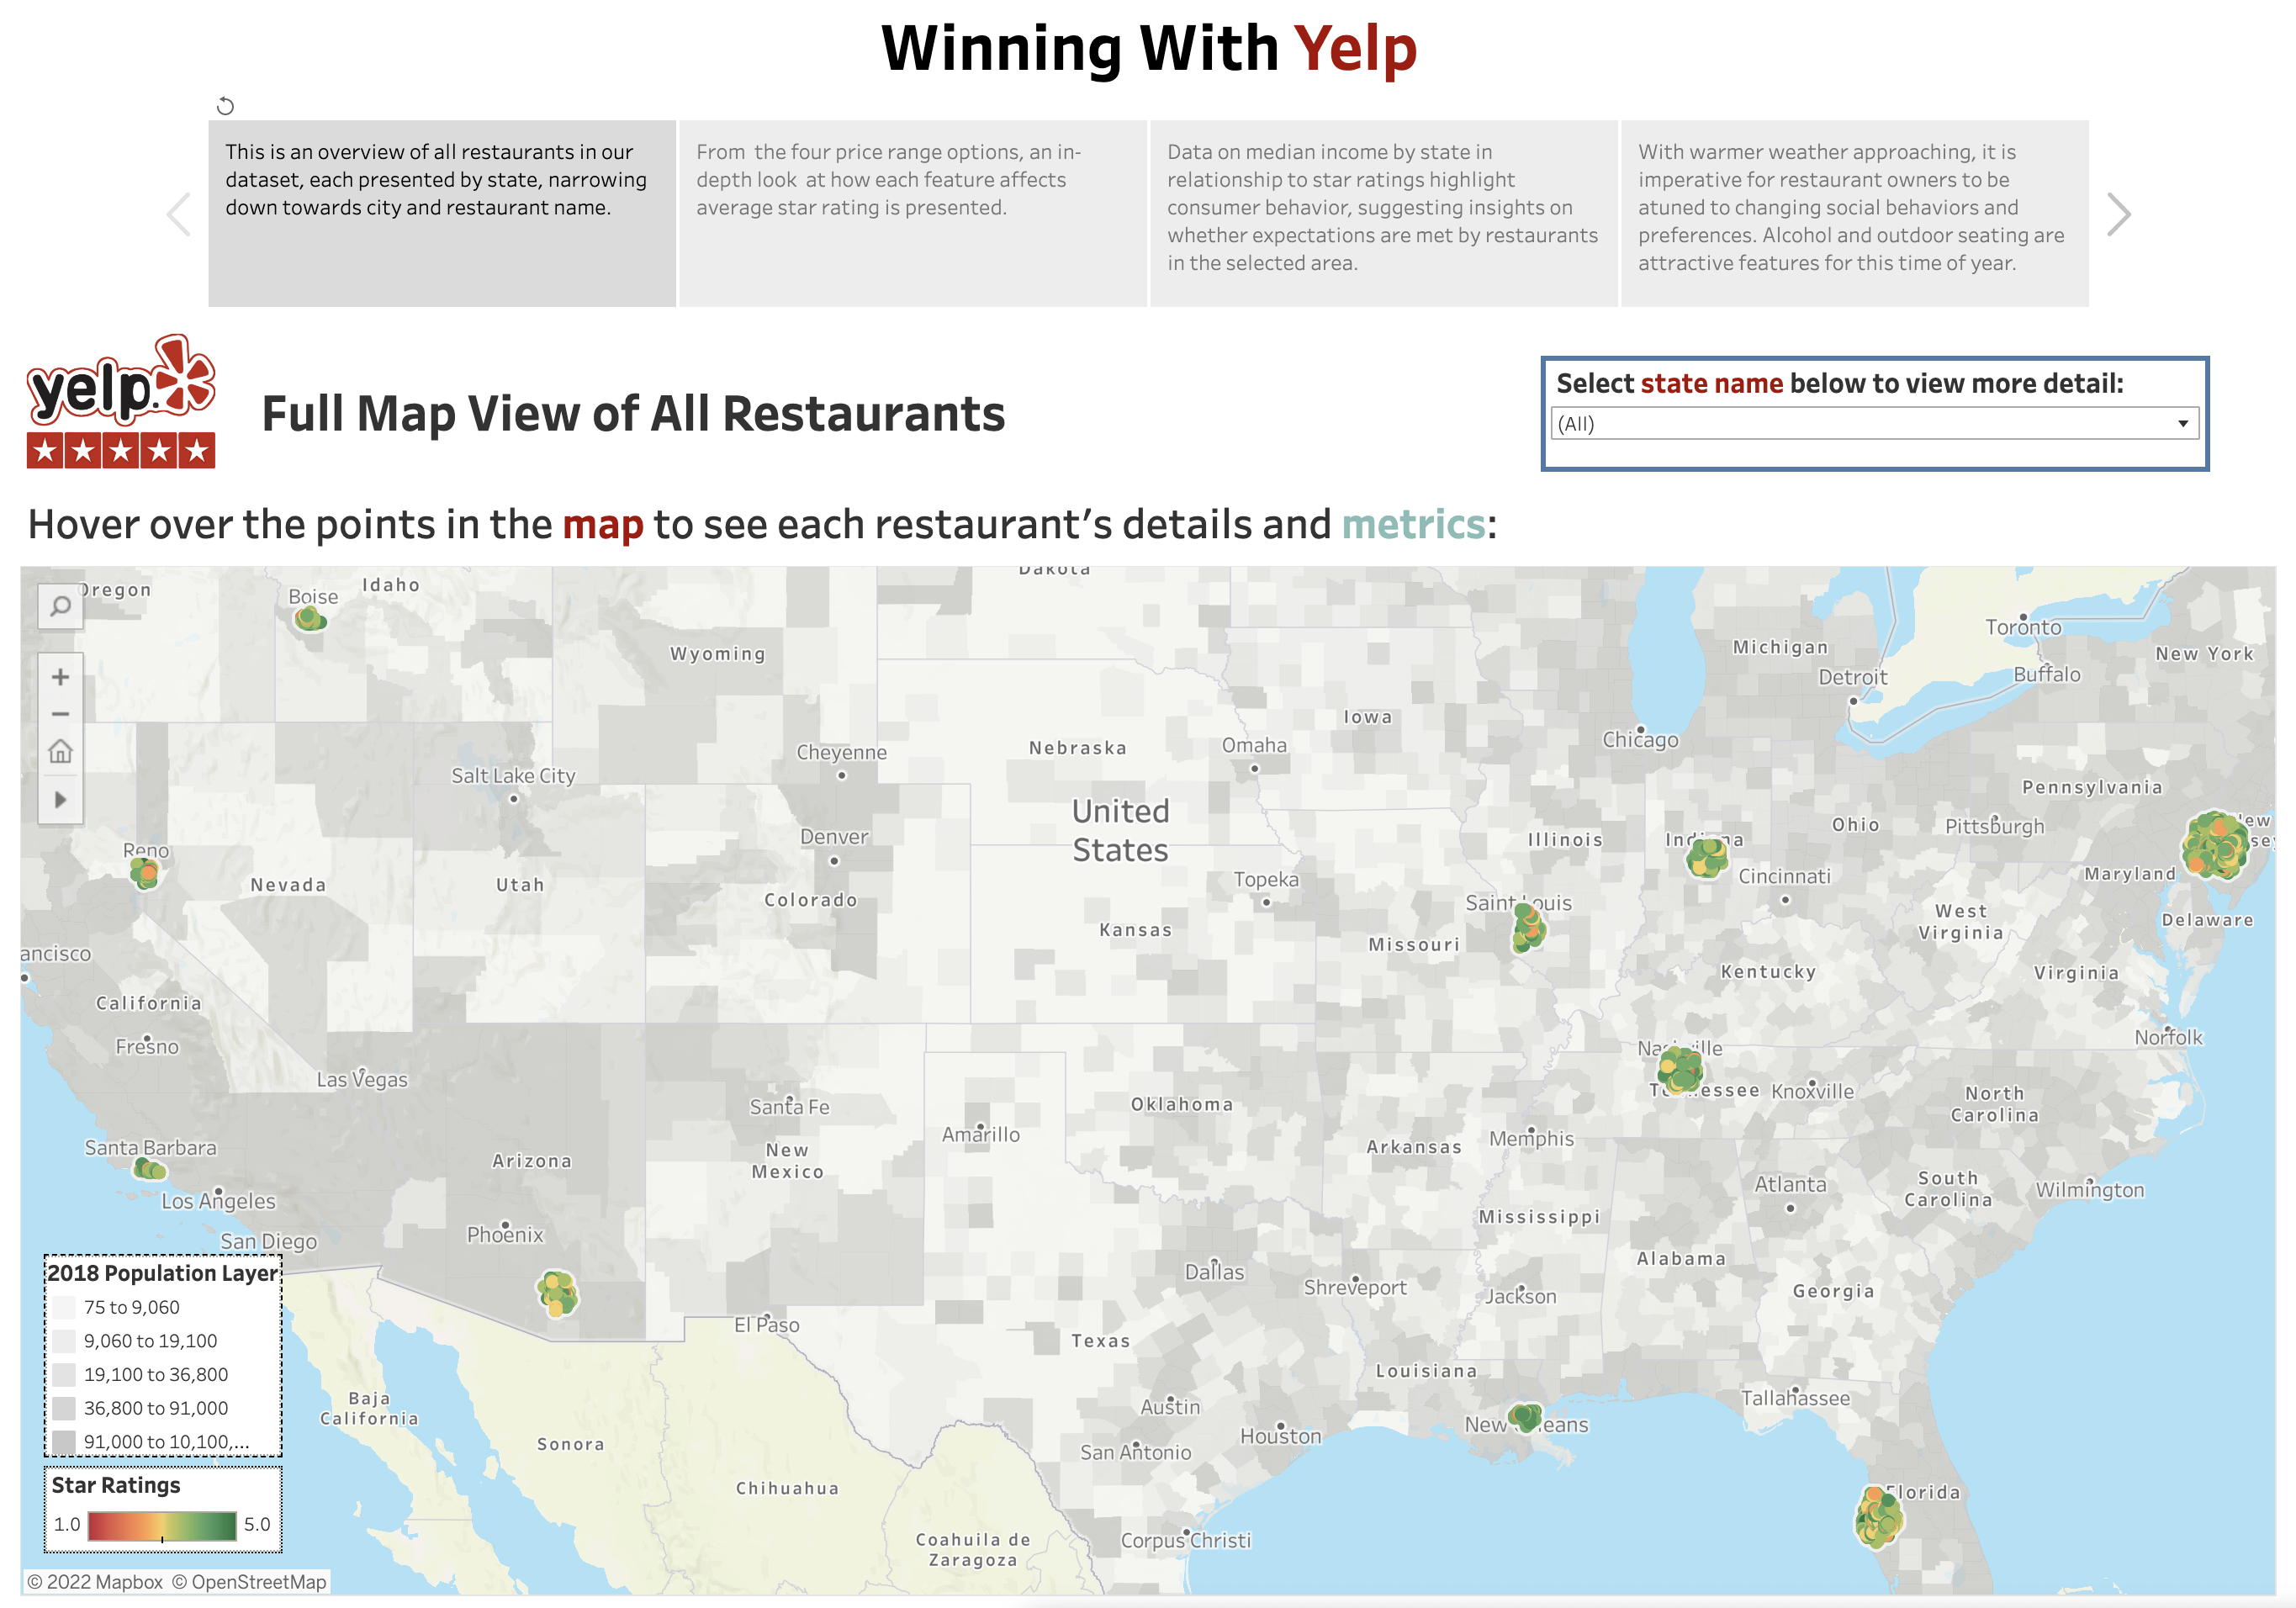 Winning With Yelp
This is an overview of all restaurants in our
dataset, each presented by state, narrowing
down towards city and restaurant name.
From the four price range options, an in-
depth look at how each feature affects
average star rating is presented.
Data on median income by state in
relationship to star ratings highlight
consumer behavior, suggesting insights on
whether expectations are met by restaurants
in the selected area.
With warmer weather approaching, it is
imperative for restaurant owners to be
atuned to changing social behaviors and
preferences. Alcohol and outdoor seating are
attractive features for this time of year.
yelp
Full Map View of All Restaurants
Select state name below to view more detail:
(All)
Hover over the points in the map to see each restaurant's details and metrics:
Dakota
Oregon
Idaho
Boise
Wyoming
Michigan
Toronto
New York
Detroit
Buffalo
Iowa
Chicago
Nebraska
Omaha
Cheyenne
Salt Lake City
Pennsylvania
United
States
Denver
Illinois
Ohio
Pittsburgh
Reno
Nevada
Utah
Colorado
Topeka
Cincinnati
Maryland
Saint Louis
Kansas
Missouri
West
Virginia
Delaware
ancisco
Kentucky
Virginia
California
Fresno
Norfolk
Las Vegas
Knoxville
Santa Fe
Oklahoma
North
Carolina
Amarillo
Santa Barbara
Arizona
New
Mexico
Arkansas
Memphis
Los Angeles
Atlanta
South
Carolina
Wilmington
Phoenix
San Diego
Mississippi
Alabama
Dallas
Shreveport
Jackson
Georgia
El Paso
Texas
Louisiana
Baja
California
Austin
Tallahassee
Sonora
San Antonio
Houston
Chihuahua
Florida
Coahuila de
Zaragoza
Corpus Christi
2018 Population Layer
75 to 9,060
9,060 to 19,100
19,100 to 36,800
36,800 to 91,000
91,000 to 10,100,...
Star Ratings
1.0
5.0
© 2022 Mapbox © OpenStreetMap